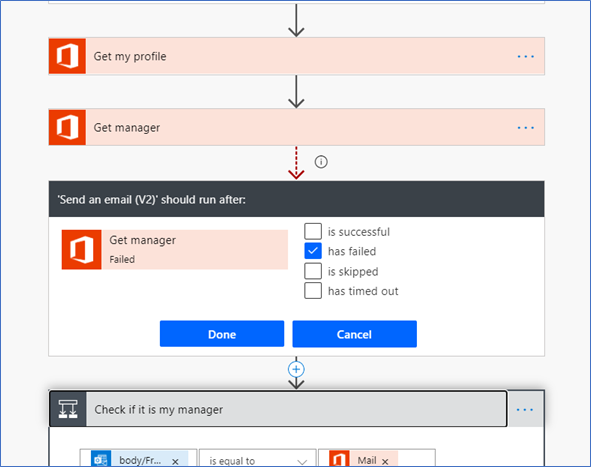 Get my profile
Get manager
'Send an email (V2)' should run after:
Get manager
Failed
is successful
has failed
is skipped
has timed out
Done
Cancel
Check if it is my manager
body/Fr...
is equal to
Mail